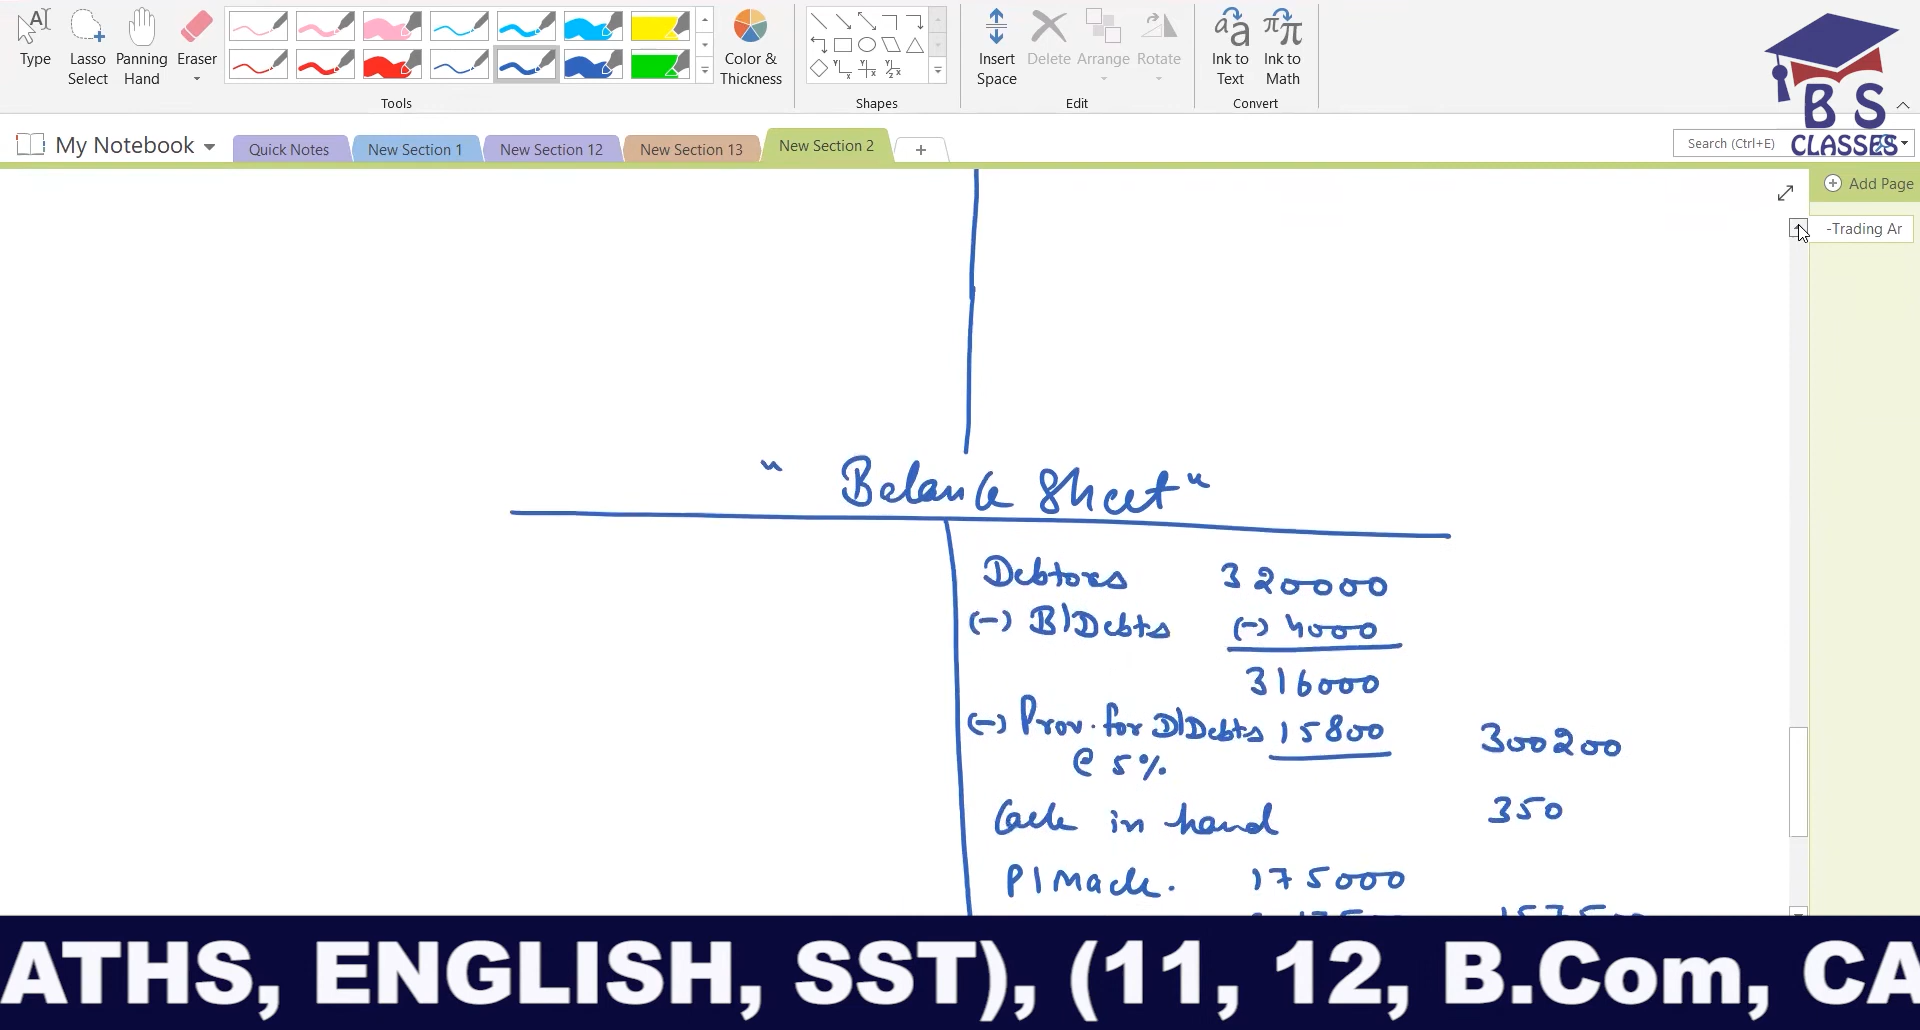 Type
Lasso Select
Panning Hand
Eraser
Color & Thickness
Insert Space
Delete
Arrange
Rotate
Ink to Text
Ink to Math
Tools
Shapes
Edit
Convert
B S
CLASSES
My Notebook
Quick Notes
New Section 1
New Section 12
New Section 13
New Section 2
Search (Ctrl+E)
Add Page
-Trading Ar
" Balance Sheet "
Debtors 320000
(-) B/Debts (-) 4000
316000
(-) Prov. for D/Debts 15800 300200
@ 5%
Cash in hand 350
P/Mach. 175000
ATHS, ENGLISH, SST), (11, 12, B.Com, CA